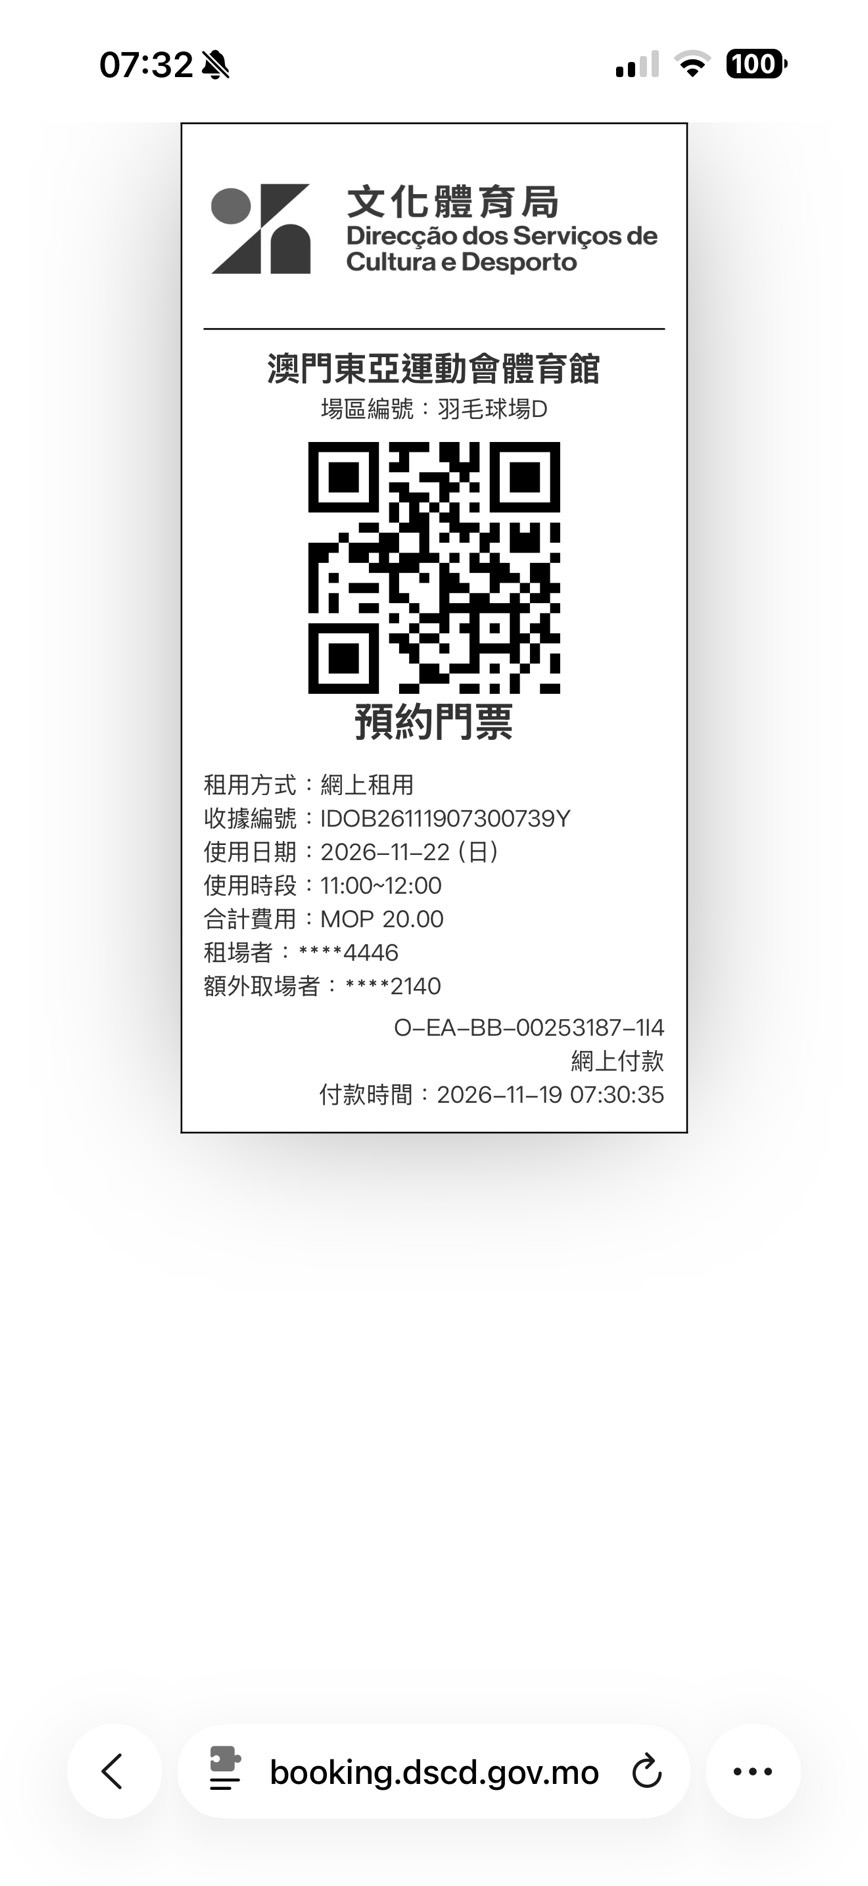 07:32
100
文化體育局
Direcção dos Serviços de
Cultura e Desporto
澳門東亞運動會體育館
場區編號：羽毛球場D
預約門票
租用方式：網上租用
收據編號：IDOB26111907300739Y
使用日期：2026-11-22 (日)
使用時段：11:00~12:00
合計費用：MOP 20.00
租場者：****4446
額外取場者：****2140
O-EA-BB-00253187-1I4
網上付款
付款時間：2026-11-19 07:30:35
booking.dscd.gov.mo